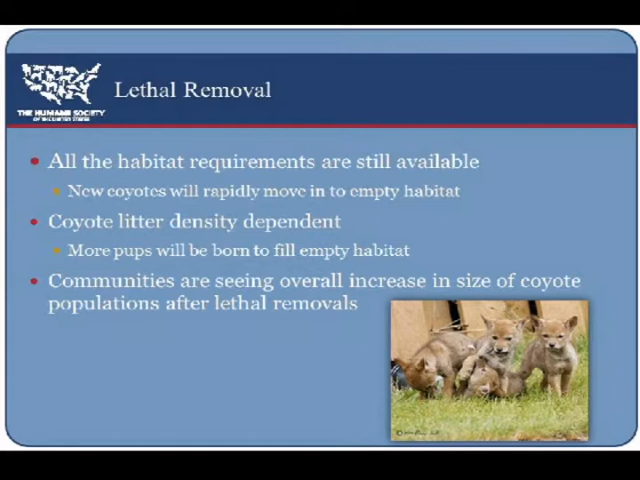 Lethal Removal
THE HUMANE SOCIETY
OF THE UNITED STATES
All the habitat requirements are still available
New coyotes will rapidly move in to empty habitat
Coyote litter density dependent
More pups will be born to fill empty habitat
Communities are seeing overall increase in size of coyote
populations after lethal removals